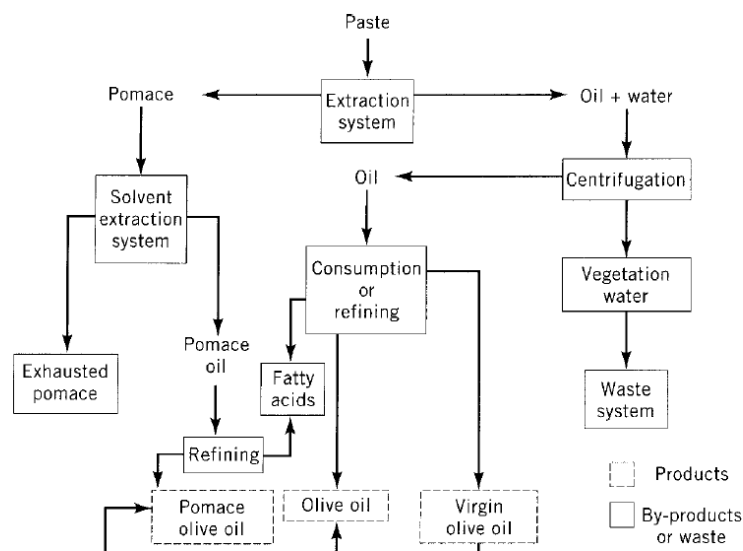 Paste
Pomace
Extraction
system
Oil + water
Solvent
extraction
system
Oil
Centrifugation
Consumption
or
refining
Vegetation
water
Exhausted
pomace
Pomace
oil
Fatty
acids
Waste
system
Refining
Products
Pomace
olive oil
Olive oil
Virgin
olive oil
By-products
or waste